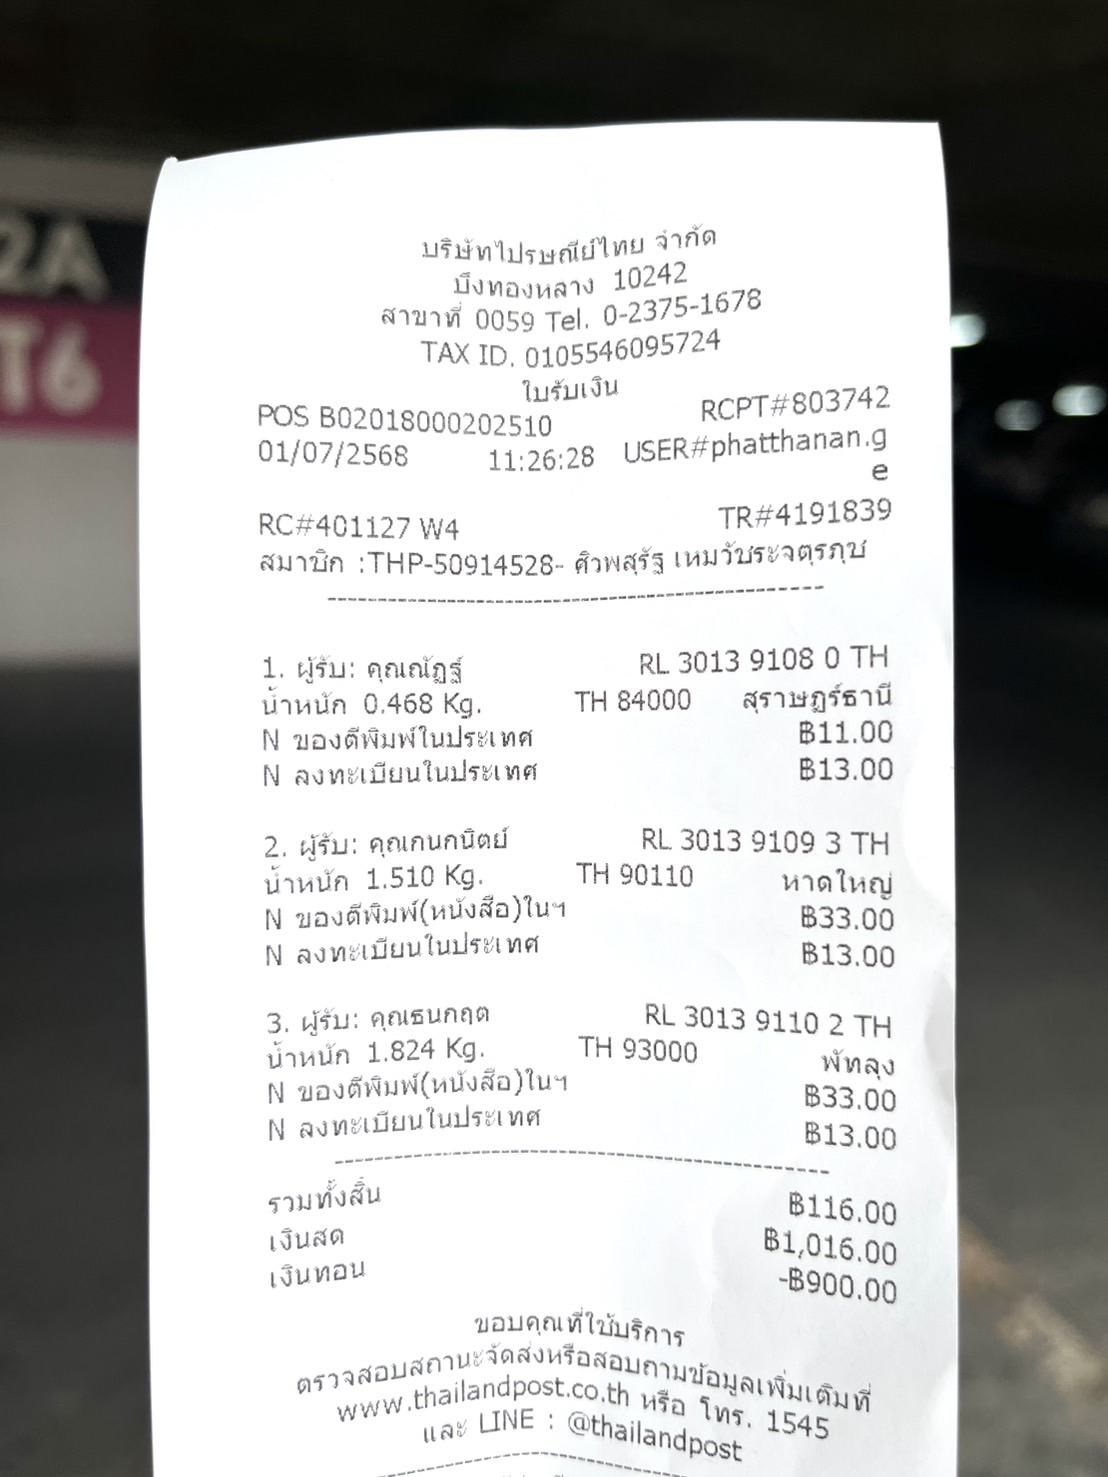 2A
T6
บริษัทไปรษณีย์ไทย จำกัด
บึงทองหลาง 10242
สาขาที่ 0059 Tel. 0-2375-1678
TAX ID. 0105546095724
ใบรับเงิน
POS B02018000202510 RCPT#803742
01/07/2568 11:26:28 USER#phatthanan.g
e
RC#401127 W4 TR#4191839
สมาชิก :THP-50914528- ศิวพสุรัฐ เหมวัชระจตุรภุช
1. ผู้รับ: คุณณัฏฐ์ RL 3013 9108 0 TH
น้ำหนัก 0.468 Kg. TH 84000 สุราษฎร์ธานี
N ของตีพิมพ์ในประเทศ ฿11.00
N ลงทะเบียนในประเทศ ฿13.00
2. ผู้รับ: คุณกนกนิตย์ RL 3013 9109 3 TH
น้ำหนัก 1.510 Kg. TH 90110 หาดใหญ่
N ของตีพิมพ์(หนังสือ)ในฯ ฿33.00
N ลงทะเบียนในประเทศ ฿13.00
3. ผู้รับ: คุณธนกฤต RL 3013 9110 2 TH
น้ำหนัก 1.824 Kg. TH 93000 พัทลุง
N ของตีพิมพ์(หนังสือ)ในฯ ฿33.00
N ลงทะเบียนในประเทศ ฿13.00
รวมทั้งสิ้น ฿116.00
เงินสด ฿1,016.00
เงินทอน -฿900.00
ขอบคุณที่ใช้บริการ
ตรวจสอบสถานะจัดส่งหรือสอบถามข้อมูลเพิ่มเติมที่
www.thailandpost.co.th หรือ โทร. 1545
และ LINE : @thailandpost